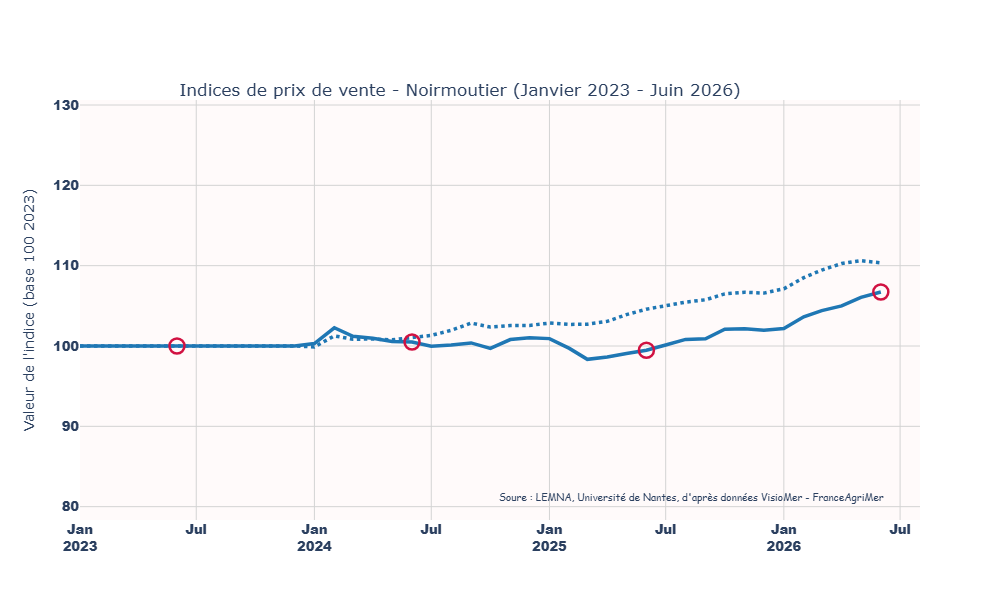 Indices de prix de vente - Noirmoutier (Janvier 2023 - Juin 2026)
Valeur de l'indice (base 100 2023)
130
120
110
100
90
80
Soure : LEMNA, Université de Nantes, d'après données VisioMer - FranceAgriMer
Jan Jul Jan Jul Jan Jul Jan Jul
2023 2024 2025 2026